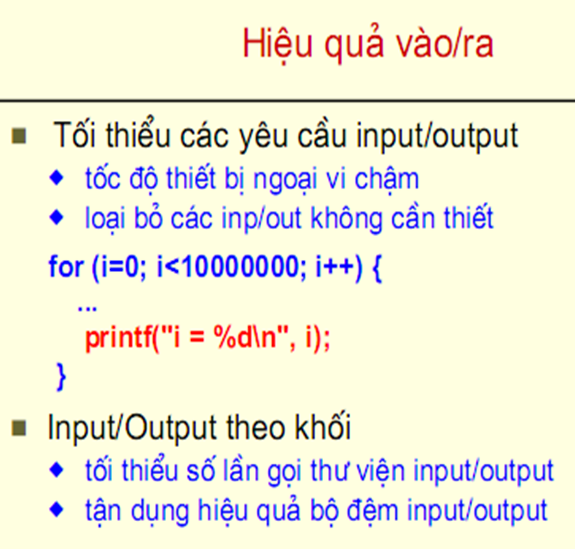 Hiệu quả vào/ra
Tối thiểu các yêu cầu input/output
tốc độ thiết bị ngoại vi chậm
loại bỏ các inp/out không cần thiết
for (i=0; i<10000000; i++) {
...
printf("i = %d\n", i);
}
Input/Output theo khối
tối thiểu số lần gọi thư viện input/output
tận dụng hiệu quả bộ đệm input/output